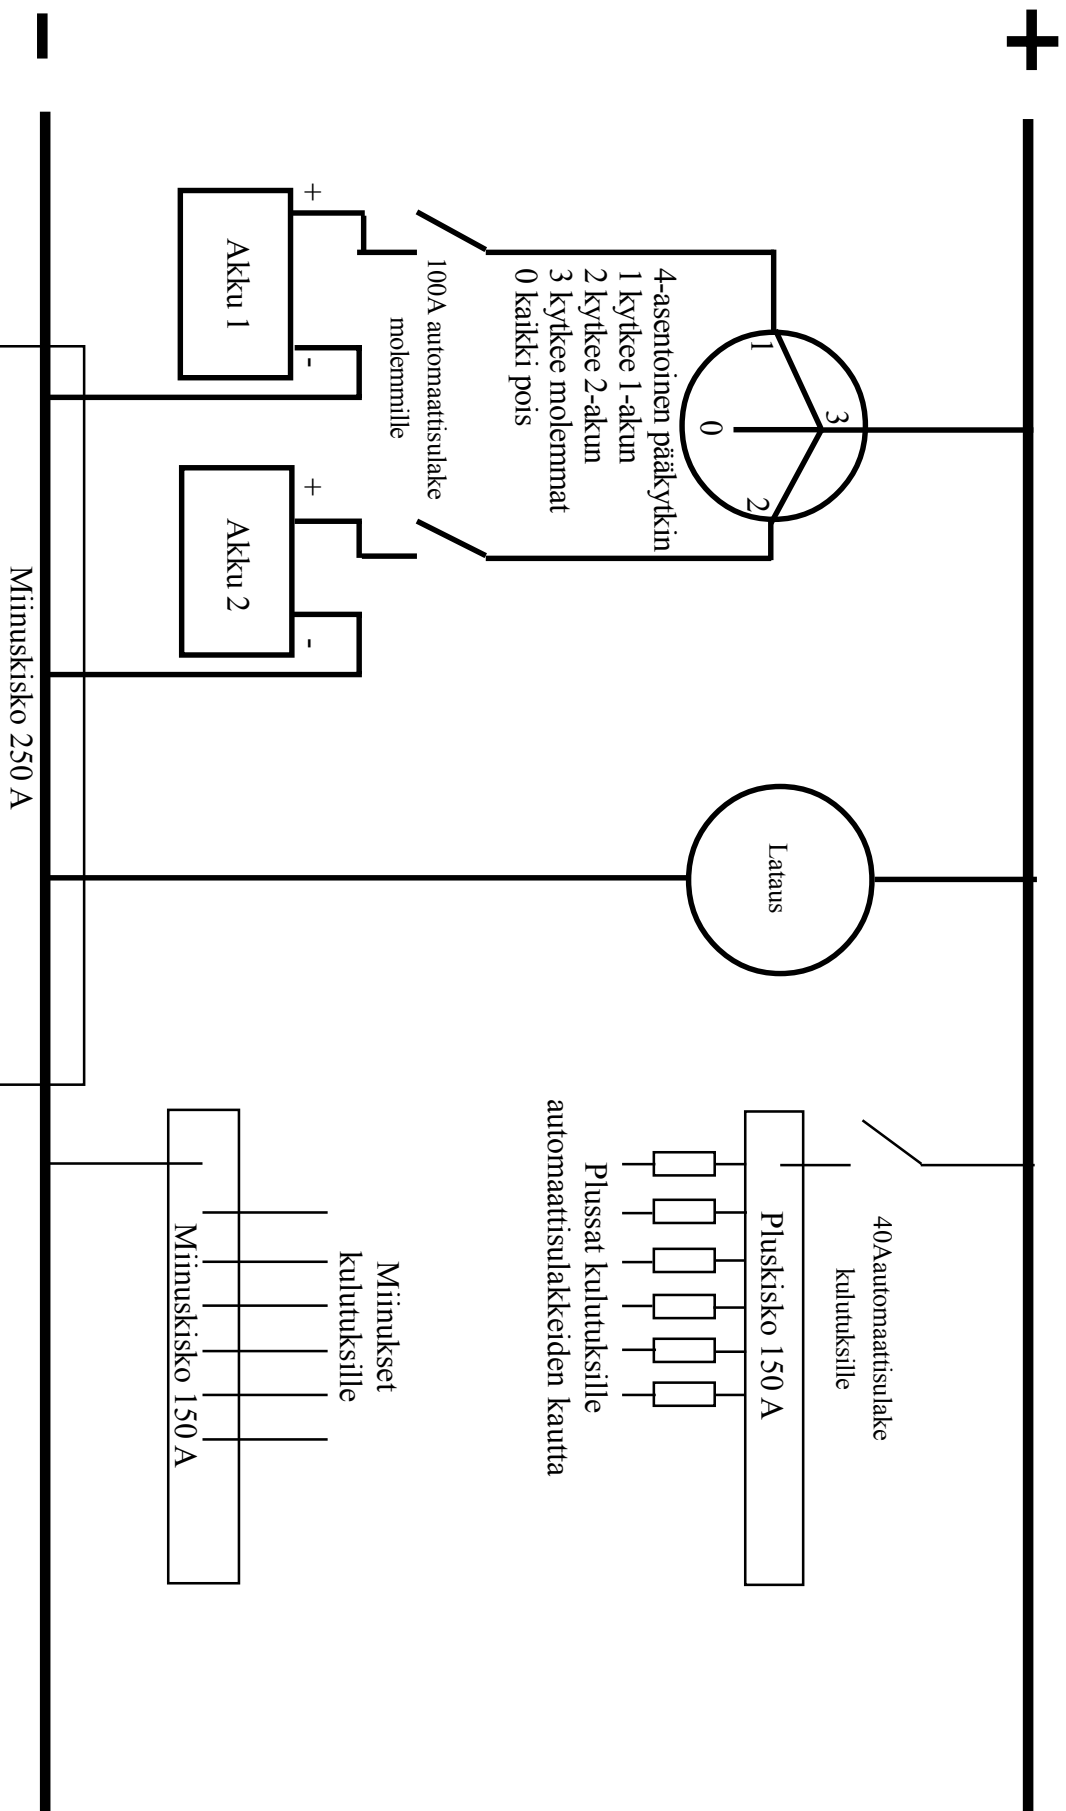 +
4-asentoinen pääkytkin
1 kytkee 1-akun
2 kytkee 2-akun
3 kytkee molemmat
0 kaikki pois
1
3
0
2
Lataus
40Aautomaattisulake
kulutuksille
Pluskisko 150 A
Plussat kulutuksille
automaattisulakkeiden kautta
100A automaattisulake
molemmille
+
-
Akku 1
+
-
Akku 2
Miinukset
kulutuksille
Miinuskisko 150 A
-
Miinuskisko 250 A